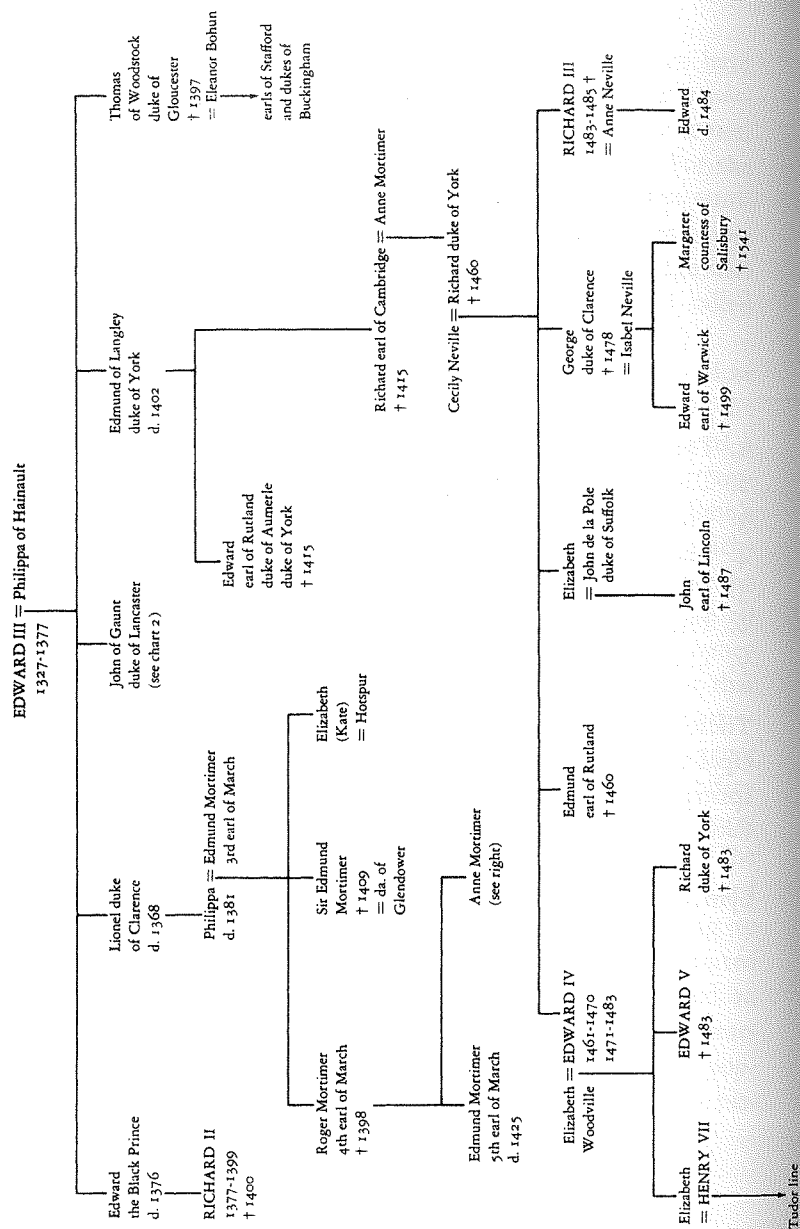 EDWARD III = Philippa of Hainault
1327-1377
Edward
the Black Prince
d. 1376
RICHARD II
1377-1399
† 1400
Lionel duke
of Clarence
d. 1368
Philippa = Edmund Mortimer
d. 1381
3rd earl of March
John of Gaunt
duke of Lancaster
(see chart 2)
Edmund of Langley
duke of York
d. 1402
Thomas
of Woodstock
duke of
Gloucester
† 1397
= Eleanor Bohun
earls of Stafford
and dukes of
Buckingham
Roger Mortimer
4th earl of March
† 1398
Sir Edmund
Mortimer
† 1409
= da. of
Glendower
Elizabeth
(Kate)
= Hotspur
Edward
earl of Rutland
duke of Aumerle
duke of York
† 1415
Richard earl of Cambridge = Anne Mortimer
† 1415
Edmund Mortimer
5th earl of March
d. 1425
Anne Mortimer
(see right)
Cecily Neville = Richard duke of York
† 1460
Elizabeth = EDWARD IV
Woodville
1461-1470
1471-1483
Edmund
earl of Rutland
† 1460
Elizabeth
= John de la Pole
duke of Suffolk
George
duke of Clarence
† 1478
= Isabel Neville
RICHARD III
1483-1485 †
= Anne Neville
Elizabeth
= HENRY VII
EDWARD V
† 1483
Richard
duke of York
† 1483
John
earl of Lincoln
† 1487
Edward
earl of Warwick
† 1499
Margaret
countess of
Salisbury
† 1541
Edward
d. 1484
Tudor line